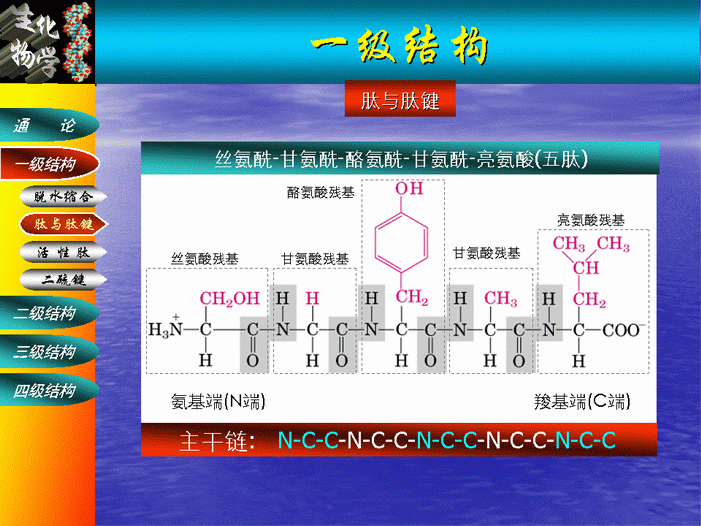 生化
物学
一级结构
肽与肽键
通 论
一级结构
脱水缩合
肽与肽键
活 性 肽
二硫键
二级结构
三级结构
四级结构
丝氨酰-甘氨酰-酪氨酰-甘氨酰-亮氨酸(五肽)
酪氨酸残基
OH
亮氨酸残基
丝氨酸残基
甘氨酸残基
甘氨酸残基
CH3 CH3
CH
CH2OH H H H CH2 H CH3 H CH2
+
H3N C C N C C N C C N C C N C COO-
H O H O H O H O H
氨基端(N端)
羧基端(C端)
主干链: N-C-C-N-C-C-N-C-C-N-C-C-N-C-C